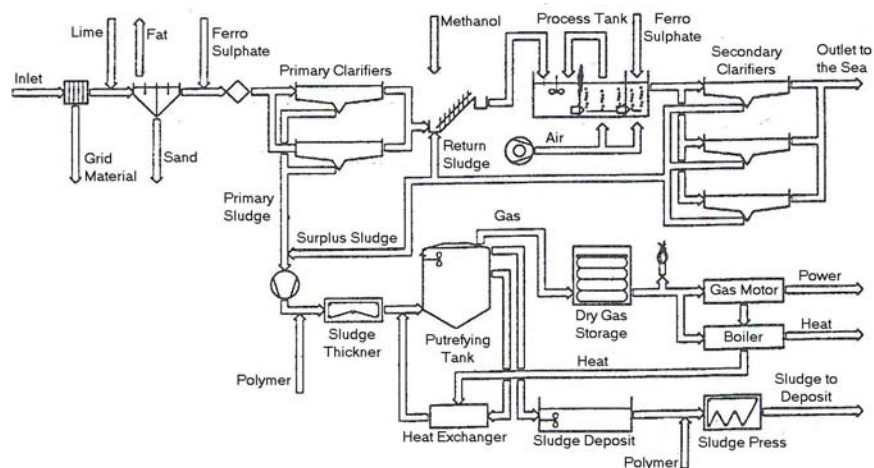 Lime
Fat
Ferro
Sulphate
Methanol
Process Tank
Ferro
Sulphate
Secondary
Clarifiers
Outlet to
the Sea
Inlet
Primary Clarifiers
Grid
Material
Sand
Return
Sludge
Air
Primary
Sludge
Surplus Sludge
Gas
Power
Gas Motor
Dry Gas
Storage
Heat
Boiler
Sludge
Thickner
Putrefying
Tank
Heat
Polymer
Sludge to
Deposit
Heat Exchanger
Sludge Deposit
Sludge Press
Polymer